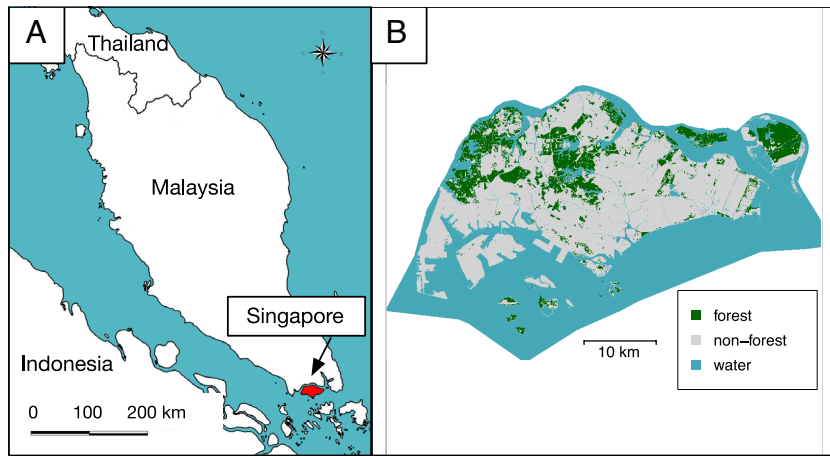 A
Thailand
Malaysia
Singapore
Indonesia
0 100 200 km
B
forest
non–forest
water
10 km